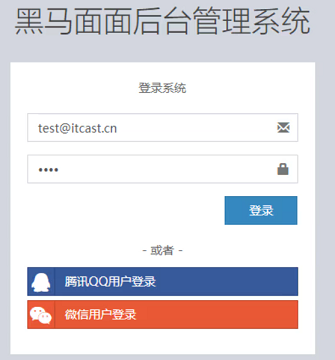 黑马面面后台管理系统
登录系统
test@itcast.cn
••••
登录
- 或者 -
腾讯QQ用户登录
微信用户登录